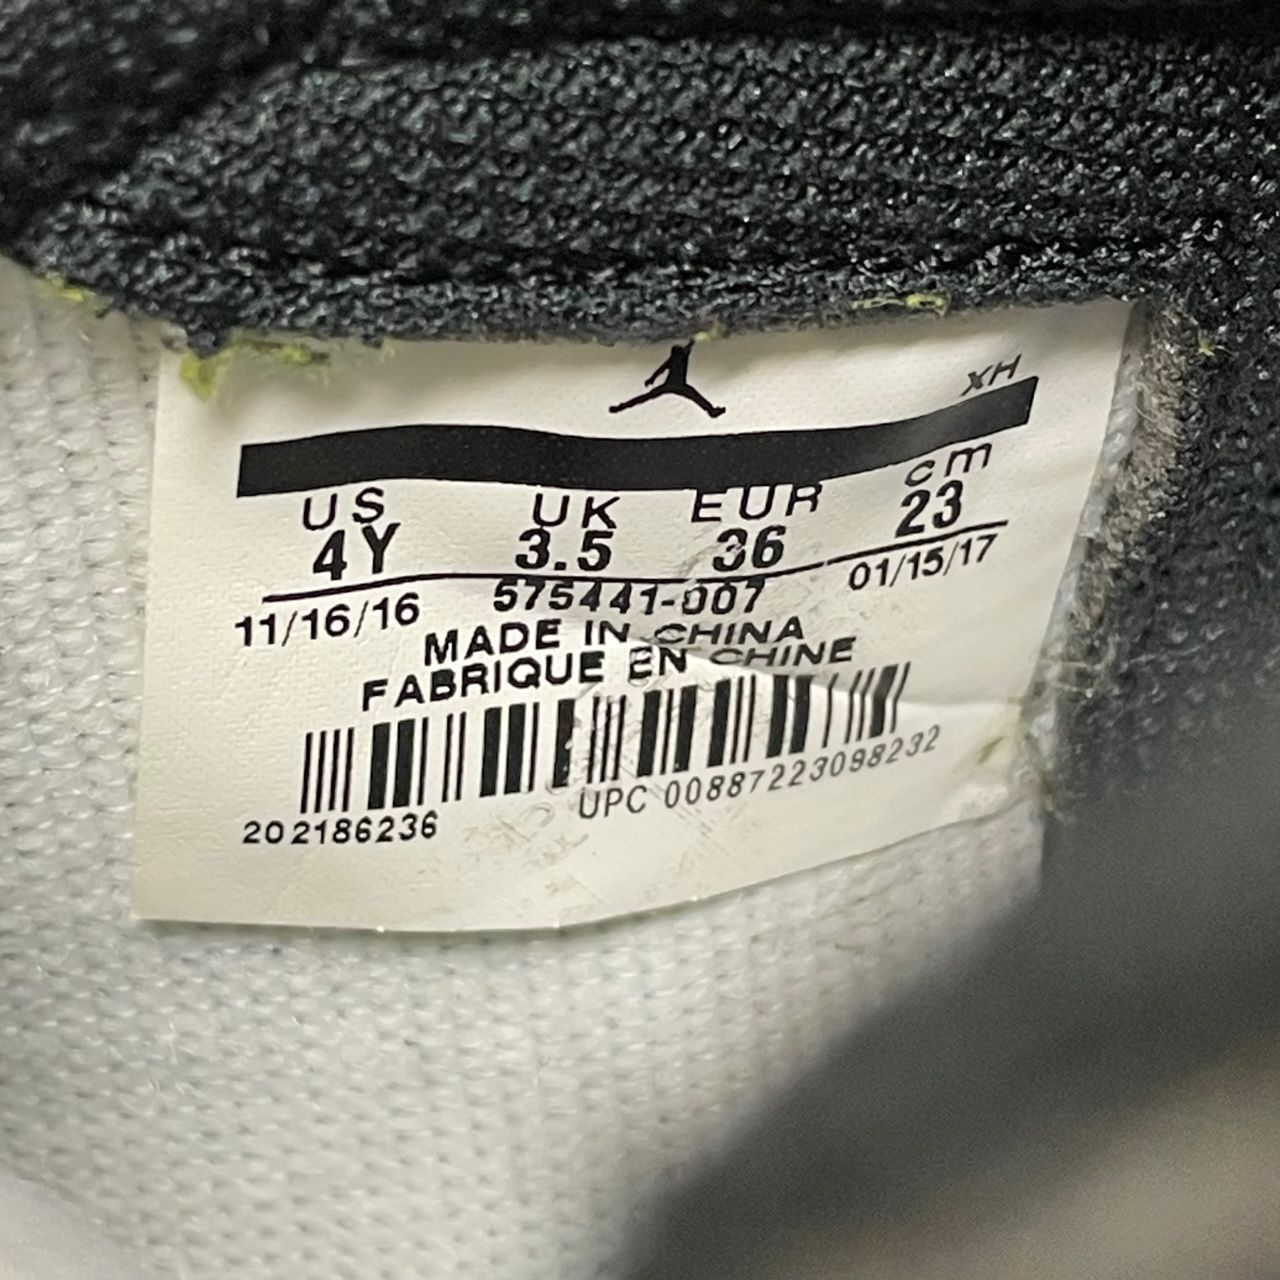 XH
US UK EUR cm
4Y 3.5 36 23
11/16/16 575441-007 01/15/17
MADE IN CHINA
FABRIQUE EN CHINE
202186236 UPC 00887223098232